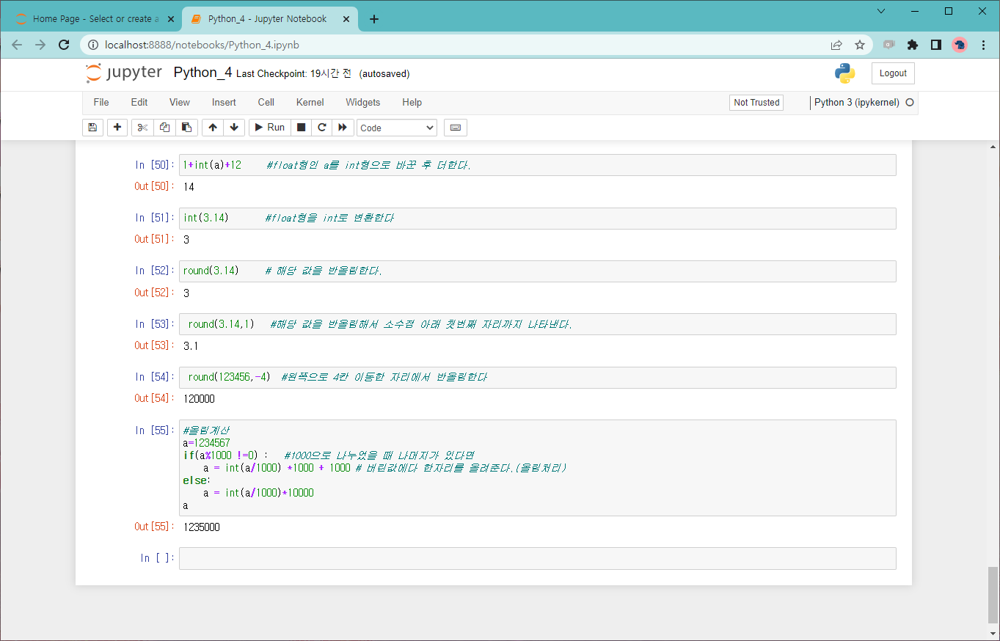 Home Page - Select or create a
Python_4 - Jupyter Notebook
localhost:8888/notebooks/Python_4.ipynb
jupyter Python_4 Last Checkpoint: 19시간 전 (autosaved)
Logout
File Edit View Insert Cell Kernel Widgets Help
Not Trusted
Python 3 (ipykernel)
Run
Code
In [50]: 1+int(a)+12 #float형인 a를 int형으로 바꾼 후 더한다.
Out[50]: 14
In [51]: int(3.14) #float형을 int로 변환한다
Out[51]: 3
In [52]: round(3.14) # 해당 값을 반올림한다.
Out[52]: 3
In [53]: round(3.14,1) #해당 값을 반올림해서 소수점 아래 첫번째 자리까지 나타낸다.
Out[53]: 3.1
In [54]: round(123456,-4) #왼쪽으로 4칸 이동한 자리에서 반올림한다
Out[54]: 120000
In [55]: #올림계산
a=1234567
if(a%1000 !=0) : #1000으로 나누었을 때 나머지가 있다면
a = int(a/1000) *1000 + 1000 # 버림값에다 한자리를 올려준다.(올림처리)
else:
a = int(a/1000)*10000
a
Out[55]: 1235000
In [ ]: